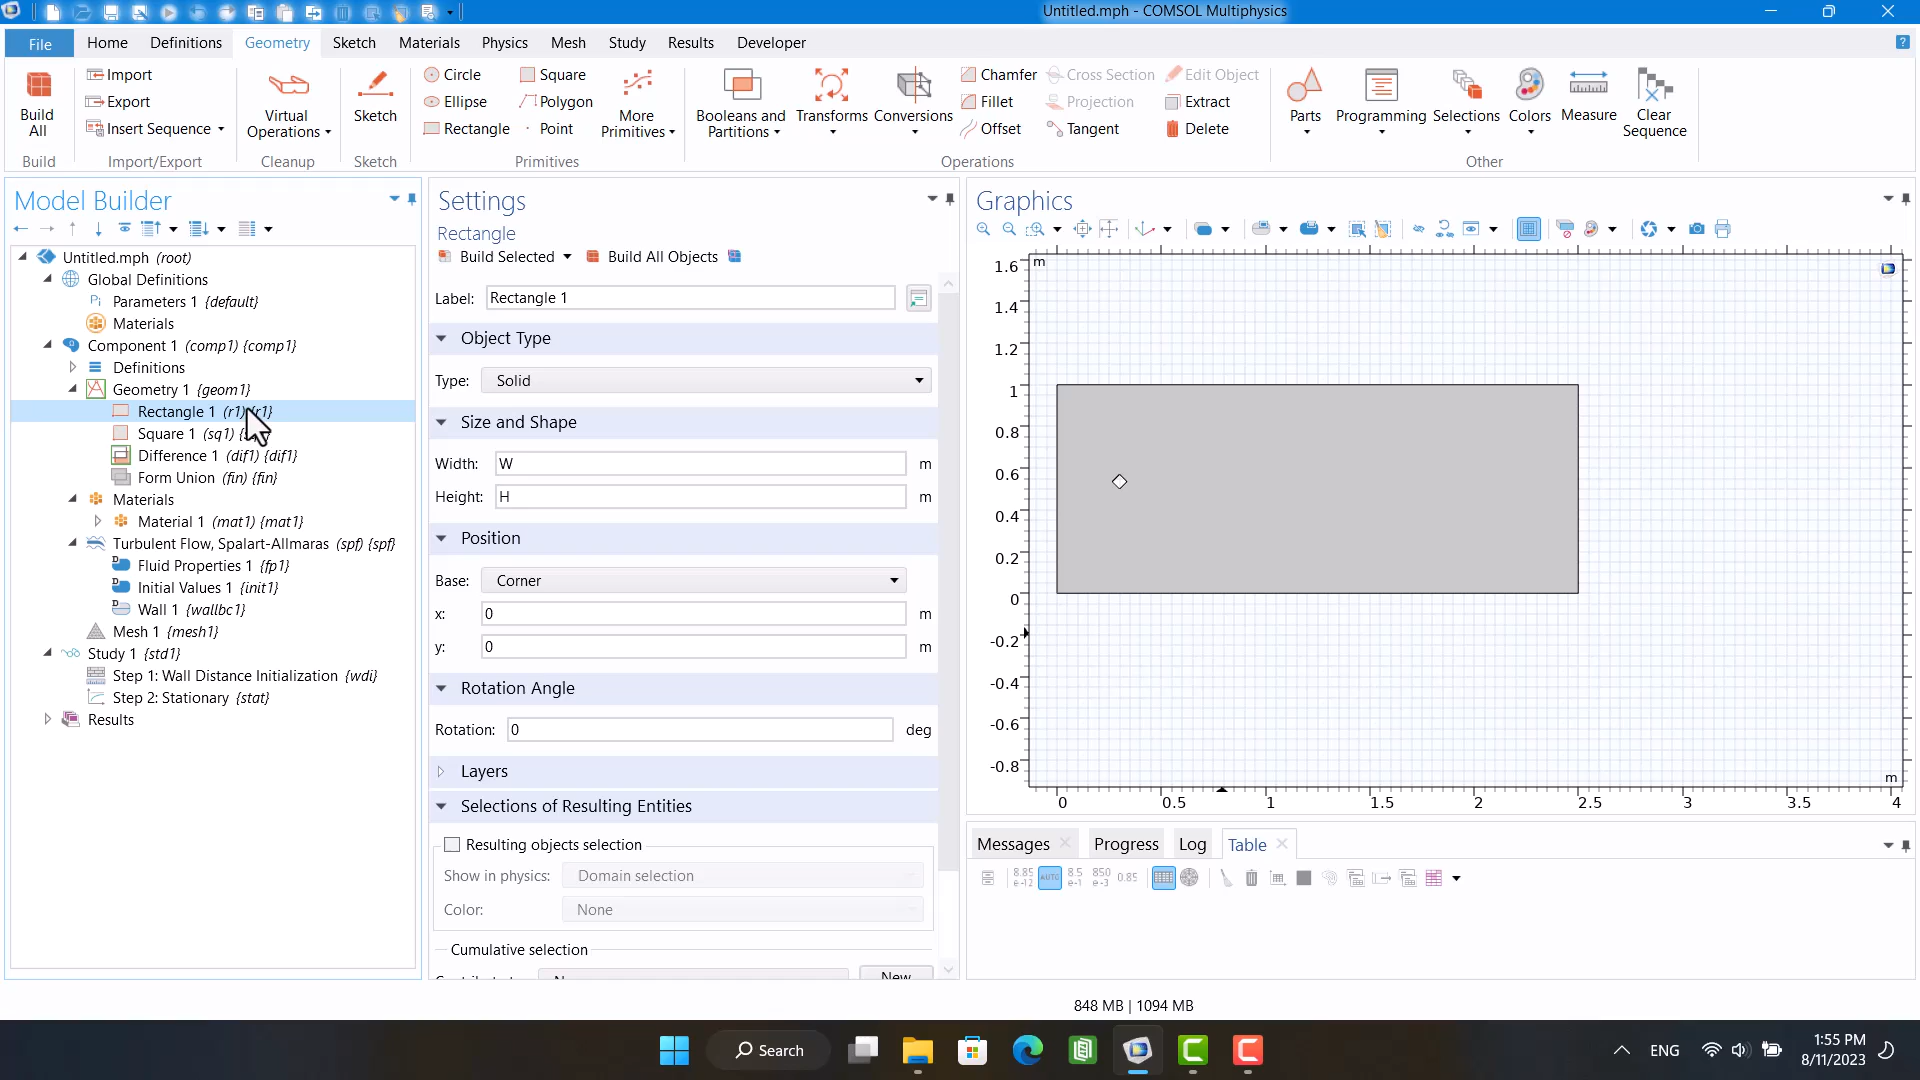 Untitled.mph - COMSOL Multiphysics
File
Home
Definitions
Geometry
Sketch
Materials
Physics
Mesh
Study
Results
Developer
Build All
Build
Import
Export
Insert Sequence
Import/Export
Virtual Operations
Cleanup
Sketch
Sketch
Circle
Ellipse
Rectangle
Square
Polygon
Point
More Primitives
Primitives
Booleans and Partitions
Transforms
Conversions
Chamfer
Fillet
Offset
Cross Section
Projection
Tangent
Edit Object
Extract
Delete
Operations
Parts
Programming
Selections
Colors
Measure
Clear Sequence
Other
Model Builder
Untitled.mph (root)
Global Definitions
Parameters 1 {default}
Materials
Component 1 (comp1) {comp1}
Definitions
Geometry 1 {geom1}
Rectangle 1 (r1) {r1}
Square 1 (sq1)
Difference 1 (dif1) {dif1}
Form Union (fin) {fin}
Materials
Material 1 (mat1) {mat1}
Turbulent Flow, Spalart-Allmaras (spf) {spf}
Fluid Properties 1 {fp1}
Initial Values 1 {init1}
Wall 1 {wallbc1}
Mesh 1 {mesh1}
Study 1 {std1}
Step 1: Wall Distance Initialization {wdi}
Step 2: Stationary {stat}
Results
Settings
Rectangle
Build Selected
Build All Objects
Label: Rectangle 1
Object Type
Type: Solid
Size and Shape
Width: W m
Height: H m
Position
Base: Corner
x: 0 m
y: 0 m
Rotation Angle
Rotation: 0 deg
Layers
Selections of Resulting Entities
Resulting objects selection
Show in physics: Domain selection
Color: None
Cumulative selection
New
Graphics
m
1.6
1.4
1.2
1
0.8
0.6
0.4
0.2
0
-0.2
-0.4
-0.6
-0.8
m
0 0.5 1 1.5 2 2.5 3 3.5 4
Messages
Progress
Log
Table
8.85 e-12
AUTO
8.5 e-1
850 e-3
0.85
848 MB | 1094 MB
Search
ENG
1:55 PM
8/11/2023